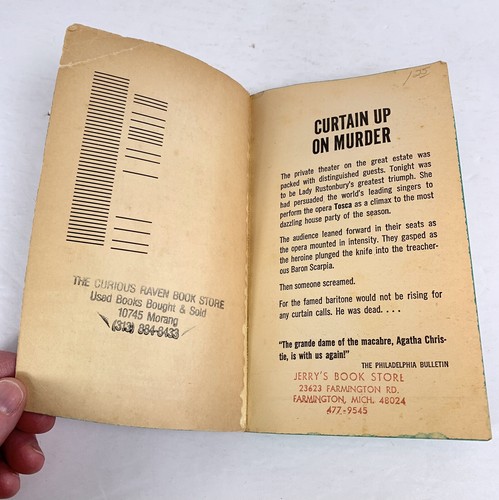 THE CURIOUS RAVEN BOOK STORE
Used Books Bought & Sold
10745 Morang
(313) 884-8433
CURTAIN UP
ON MURDER
The private theater on the great estate was
packed with distinguished guests. Tonight was
to be Lady Rustonbury's greatest triumph. She
had persuaded the world's leading singers to
perform the opera Tosca as a climax to the most
dazzling house party of the season.
The audience leaned forward in their seats as
the opera mounted in intensity. They gasped as
the heroine plunged the knife into the treacher-
ous Baron Scarpia.
Then someone screamed.
For the famed baritone would not be rising for
any curtain calls. He was dead. . . .
"The grande dame of the macabre, Agatha Chris-
tie, is with us again!"
THE PHILADELPHIA BULLETIN
JERRY'S BOOK STORE
23623 FARMINGTON RD.
FARMINGTON, MICH. 48024
477-9545